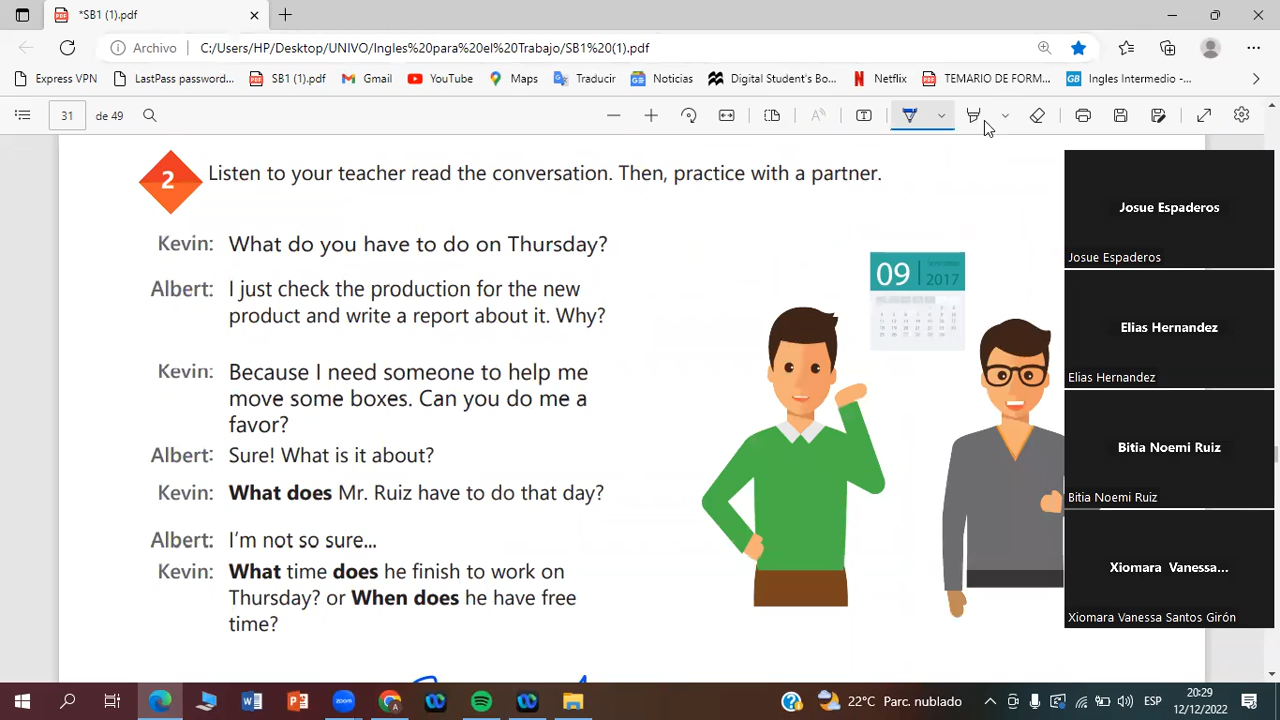 *SB1 (1).pdf
Archivo C:/Users/HP/Desktop/UNIVO/Ingles%20para%20el%20Trabajo/SB1%20(1).pdf
Express VPN LastPass password... SB1 (1).pdf Gmail YouTube Maps Traducir Noticias Digital Student's Bo... Netflix TEMARIO DE FORM... GB Ingles Intermedio -...
31 de 49
2 Listen to your teacher read the conversation. Then, practice with a partner.
Kevin: What do you have to do on Thursday?
Albert: I just check the production for the new
product and write a report about it. Why?
Kevin: Because I need someone to help me
move some boxes. Can you do me a
favor?
Albert: Sure! What is it about?
Kevin: What does Mr. Ruiz have to do that day?
Albert: I'm not so sure...
Kevin: What time does he finish to work on
Thursday? or When does he have free
time?
09 2017
Josue Espaderos
Josue Espaderos
Elias Hernandez
Elias Hernandez
Bitia Noemi Ruiz
Bitia Noemi Ruiz
Xiomara Vanessa...
Xiomara Vanessa Santos Girón
22°C Parc. nublado ESP 20:29
12/12/2022